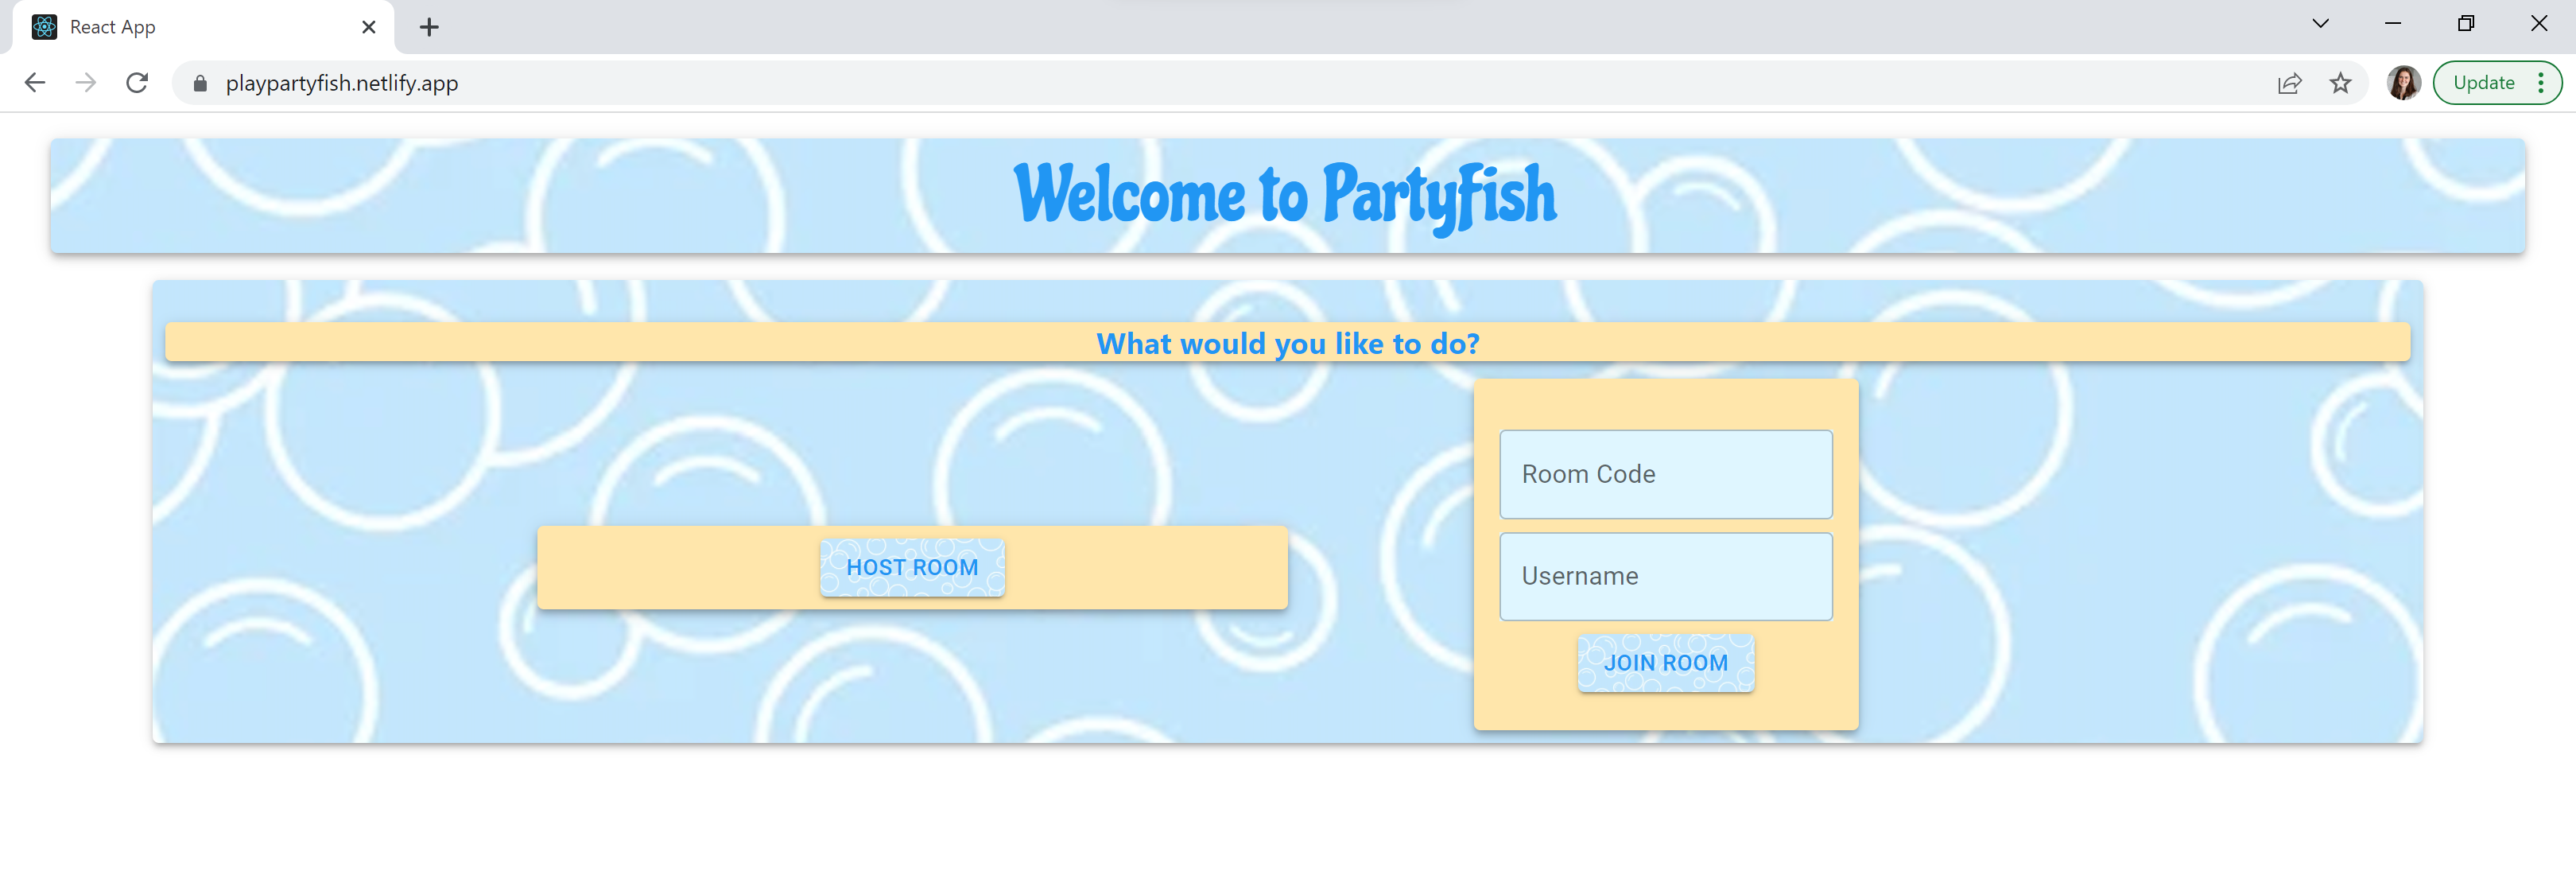 React App
playpartyfish.netlify.app
Update
Welcome to PartyFish
What would you like to do?
Room Code
HOST ROOM
Username
JOIN ROOM